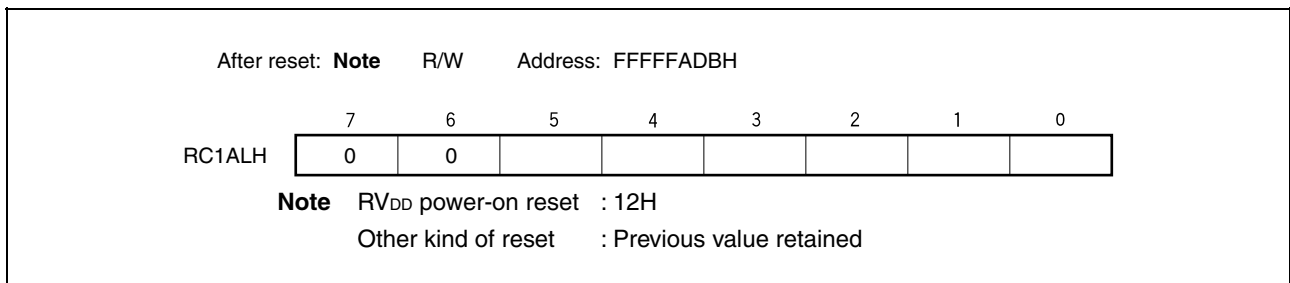 After reset: Note R/W Address: FFFFFADBH
7 6 5 4 3 2 1 0
RC1ALH 0 0
Note RVDD power-on reset : 12H
Other kind of reset : Previous value retained